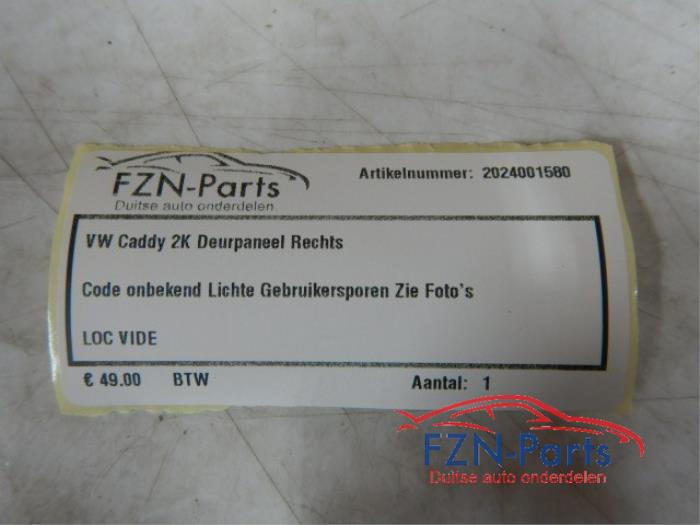 Artikelnummer: 2024001580
FZN-Parts
Duitse auto onderdelen
VW Caddy 2K Deurpaneel Rechts
Code onbekend Lichte Gebruikersporen Zie Foto's
LOC VIDE
€ 49.00 BTW Aantal: 1
FZN-Parts
Duitse auto onderdelen